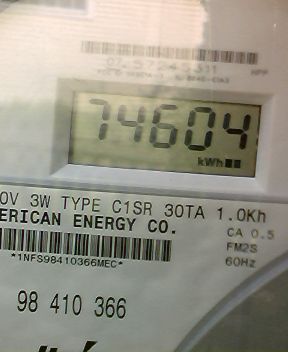 74604
kWh
0V 3W TYPE C1SR 30TA 1.0Kh
ERICAN ENERGY CO.
CA 0.5
FM2S
*1NFS98410366MEC*
60Hz
98 410 366